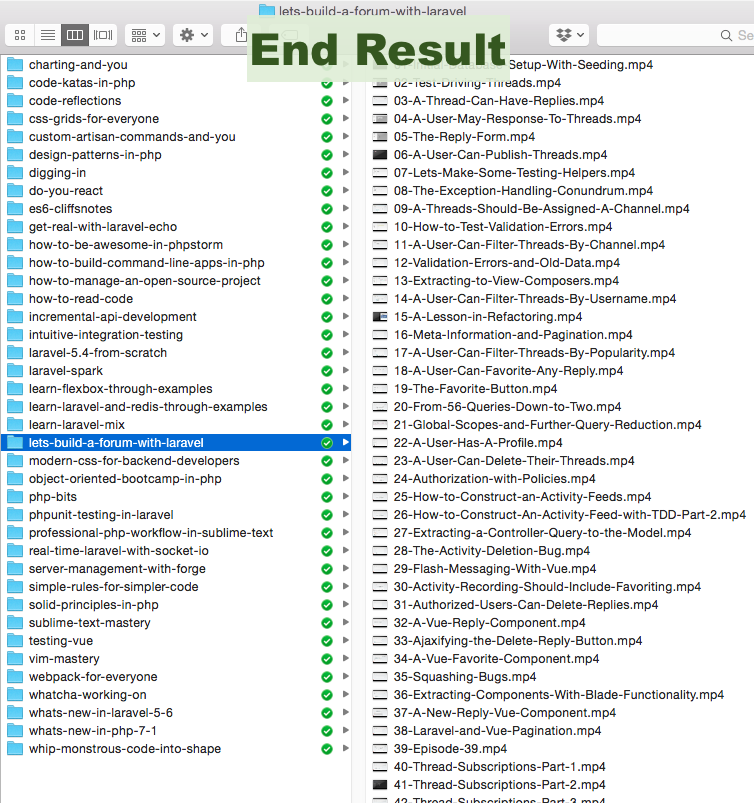 lets-build-a-forum-with-laravel
End Result
charting-and-you
code-katas-in-php
code-reflections
css-grids-for-everyone
custom-artisan-commands-and-you
design-patterns-in-php
digging-in
do-you-react
es6-cliffsnotes
get-real-with-laravel-echo
how-to-be-awesome-in-phpstorm
how-to-build-command-line-apps-in-php
how-to-manage-an-open-source-project
how-to-read-code
incremental-api-development
intuitive-integration-testing
laravel-5.4-from-scratch
laravel-spark
learn-flexbox-through-examples
learn-laravel-and-redis-through-examples
learn-laravel-mix
lets-build-a-forum-with-laravel
modern-css-for-backend-developers
object-oriented-bootcamp-in-php
php-bits
phpunit-testing-in-laravel
professional-php-workflow-in-sublime-text
real-time-laravel-with-socket-io
server-management-with-forge
simple-rules-for-simpler-code
solid-principles-in-php
sublime-text-mastery
testing-vue
vim-mastery
webpack-for-everyone
whatcha-working-on
whats-new-in-laravel-5-6
whats-new-in-php-7-1
whip-monstrous-code-into-shape
Setup-With-Seeding.mp4
02-Test-Driving-Threads.mp4
03-A-Thread-Can-Have-Replies.mp4
04-A-User-May-Response-To-Threads.mp4
05-The-Reply-Form.mp4
06-A-User-Can-Publish-Threads.mp4
07-Lets-Make-Some-Testing-Helpers.mp4
08-The-Exception-Handling-Conundrum.mp4
09-A-Threads-Should-Be-Assigned-A-Channel.mp4
10-How-to-Test-Validation-Errors.mp4
11-A-User-Can-Filter-Threads-By-Channel.mp4
12-Validation-Errors-and-Old-Data.mp4
13-Extracting-to-View-Composers.mp4
14-A-User-Can-Filter-Threads-By-Username.mp4
15-A-Lesson-in-Refactoring.mp4
16-Meta-Information-and-Pagination.mp4
17-A-User-Can-Filter-Threads-By-Popularity.mp4
18-A-User-Can-Favorite-Any-Reply.mp4
19-The-Favorite-Button.mp4
20-From-56-Queries-Down-to-Two.mp4
21-Global-Scopes-and-Further-Query-Reduction.mp4
22-A-User-Has-A-Profile.mp4
23-A-User-Can-Delete-Their-Threads.mp4
24-Authorization-with-Policies.mp4
25-How-to-Construct-an-Activity-Feeds.mp4
26-How-to-Construct-An-Activity-Feed-with-TDD-Part-2.mp4
27-Extracting-a-Controller-Query-to-the-Model.mp4
28-The-Activity-Deletion-Bug.mp4
29-Flash-Messaging-With-Vue.mp4
30-Activity-Recording-Should-Include-Favoriting.mp4
31-Authorized-Users-Can-Delete-Replies.mp4
32-A-Vue-Reply-Component.mp4
33-Ajaxifying-the-Delete-Reply-Button.mp4
34-A-Vue-Favorite-Component.mp4
35-Squashing-Bugs.mp4
36-Extracting-Components-With-Blade-Functionality.mp4
37-A-New-Reply-Vue-Component.mp4
38-Laravel-and-Vue-Pagination.mp4
39-Episode-39.mp4
40-Thread-Subscriptions-Part-1.mp4
41-Thread-Subscriptions-Part-2.mp4
42-Thread-Subscriptions-Part-3.mp4